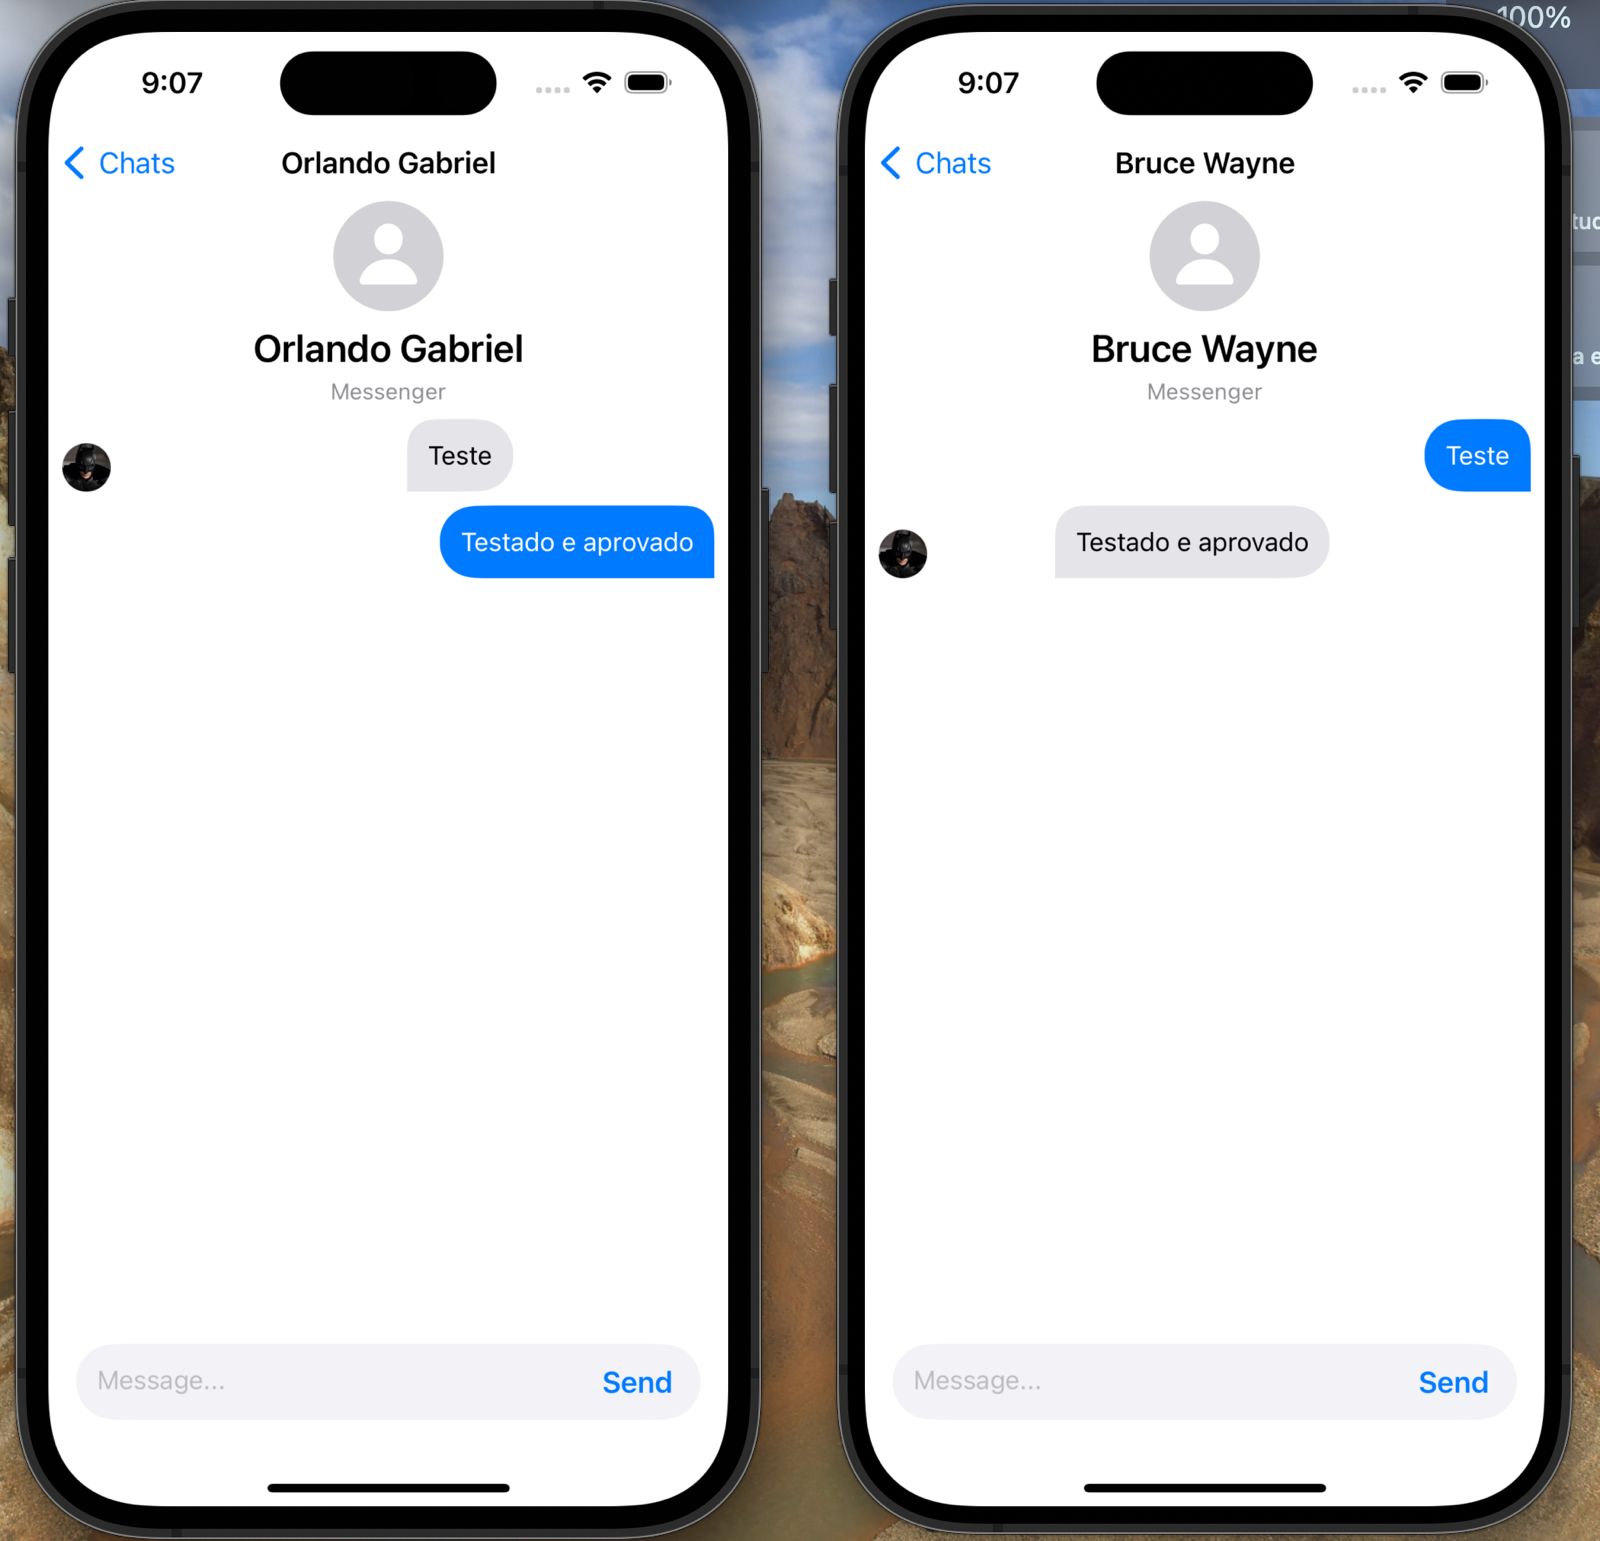 9:07
Chats
Orlando Gabriel
Orlando Gabriel
Messenger
Teste
Testado e aprovado
Message...
Send
100%
9:07
Chats
Bruce Wayne
Bruce Wayne
Messenger
Teste
Testado e aprovado
Message...
Send